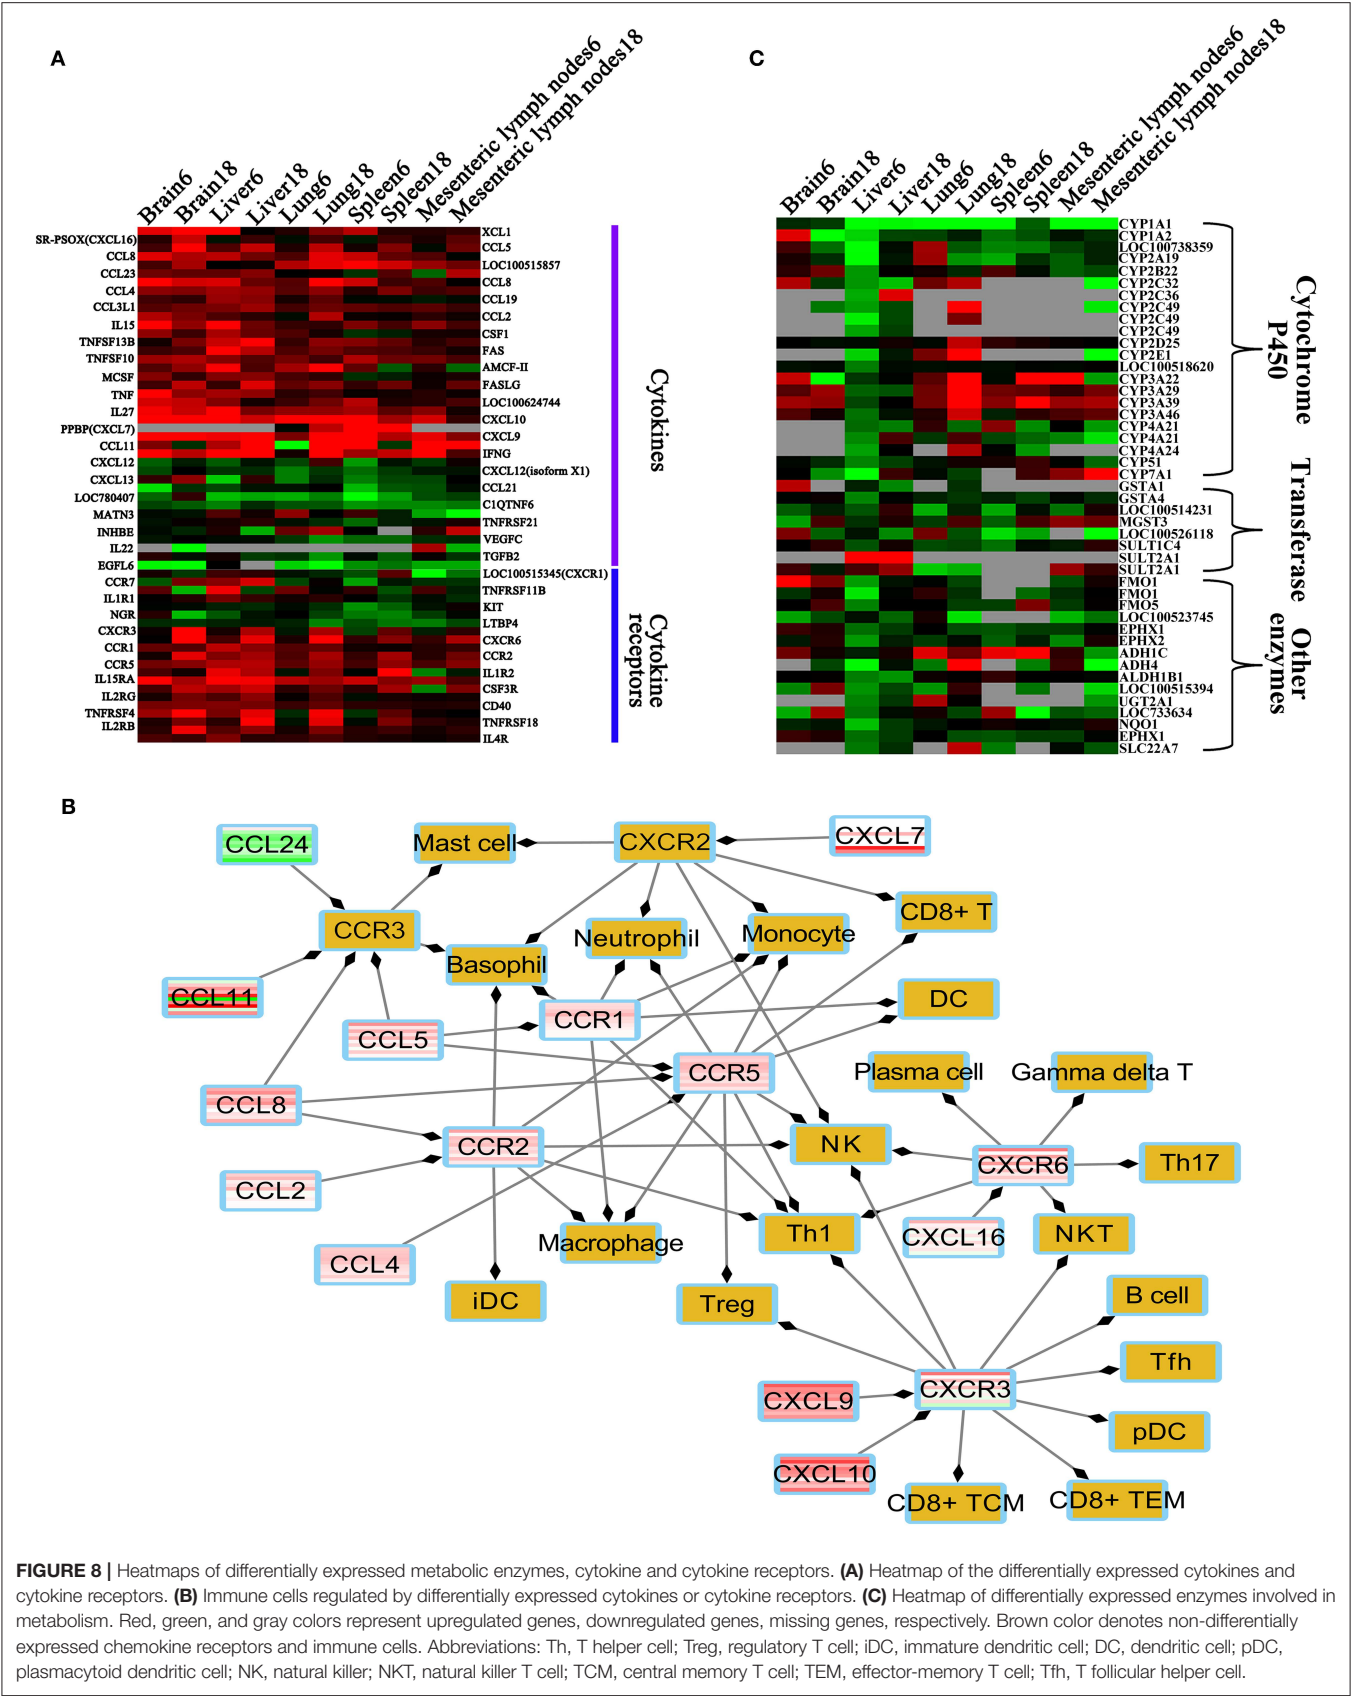 A
Brain6
Brain18
Liver6
Liver18
Lung6
Lung18
Spleen6
Spleen18
Mesenteric lymph nodes6
Mesenteric lymph nodes18
SR-PSOX(CXCL16)
CCL8
CCL23
CCL4
CCL3L1
IL15
TNFSF13B
TNFSF10
MCSF
TNF
IL27
PPBP(CXCL7)
CCL11
CXCL12
CXCL13
LOC780407
MATN3
INHBE
IL22
EGFL6
CCR7
IL1R1
NGR
CXCR3
CCR1
CCR5
IL15RA
IL2RG
TNFRSF4
IL2RB
XCL1
CCL5
LOC100515857
CCL8
CCL19
CCL2
CSF1
FAS
AMCF-II
FASLG
LOC100624744
CXCL10
CXCL9
IFNG
CXCL12(isoform X1)
CCL21
C1QTNF6
TNFRSF21
VEGFC
TGFB2
LOC100515345(CXCR1)
TNFRSF11B
KIT
LTBP4
CXCR6
CCR2
IL1R2
CSF3R
CD40
TNFRSF18
IL4R
Cytokines
Cytokine
receptors
C
Brain6
Brain18
Liver6
Liver18
Lung6
Lung18
Spleen6
Spleen18
Mesenteric lymph nodes6
Mesenteric lymph nodes18
CYP1A1
CYP1A2
LOC100738359
CYP2A19
CYP2B22
CYP2C32
CYP2C36
CYP2C49
CYP2C49
CYP2C49
CYP2D25
CYP2E1
LOC100518620
CYP3A22
CYP3A29
CYP3A39
CYP3A46
CYP4A21
CYP4A21
CYP4A24
CYP51
CYP7A1
GSTA1
GSTA4
LOC100514231
MGST3
LOC100526118
SULT1C4
SULT2A1
SULT2A1
FMO1
FMO1
FMO5
LOC100523745
EPHX1
EPHX2
ADH1C
ADH4
ALDH1B1
LOC100515394
UGT2A1
LOC733634
NQO1
EPHX1
SLC22A7
Cytochrome
P450
Transferase
Other
enzymes
B
CCL24
Mast cell
CXCR2
CXCL7
CCR3
Neutrophil
Monocyte
CD8+ T
Basophil
CCL11
CCR1
DC
CCL5
CCR5
Plasma cell
Gamma delta T
CCL8
CCR2
NK
CXCR6
Th17
CCL2
CCL4
Macrophage
Th1
CXCL16
NKT
iDC
Treg
B cell
Tfh
CXCL9
CXCR3
pDC
CXCL10
CD8+ TCM
CD8+ TEM
FIGURE 8 | Heatmaps of differentially expressed metabolic enzymes, cytokine and cytokine receptors. (A) Heatmap of the differentially expressed cytokines and
cytokine receptors. (B) Immune cells regulated by differentially expressed cytokines or cytokine receptors. (C) Heatmap of differentially expressed enzymes involved in
metabolism. Red, green, and gray colors represent upregulated genes, downregulated genes, missing genes, respectively. Brown color denotes non-differentially
expressed chemokine receptors and immune cells. Abbreviations: Th, T helper cell; Treg, regulatory T cell; iDC, immature dendritic cell; DC, dendritic cell; pDC,
plasmacytoid dendritic cell; NK, natural killer; NKT, natural killer T cell; TCM, central memory T cell; TEM, effector-memory T cell; Tfh, T follicular helper cell.